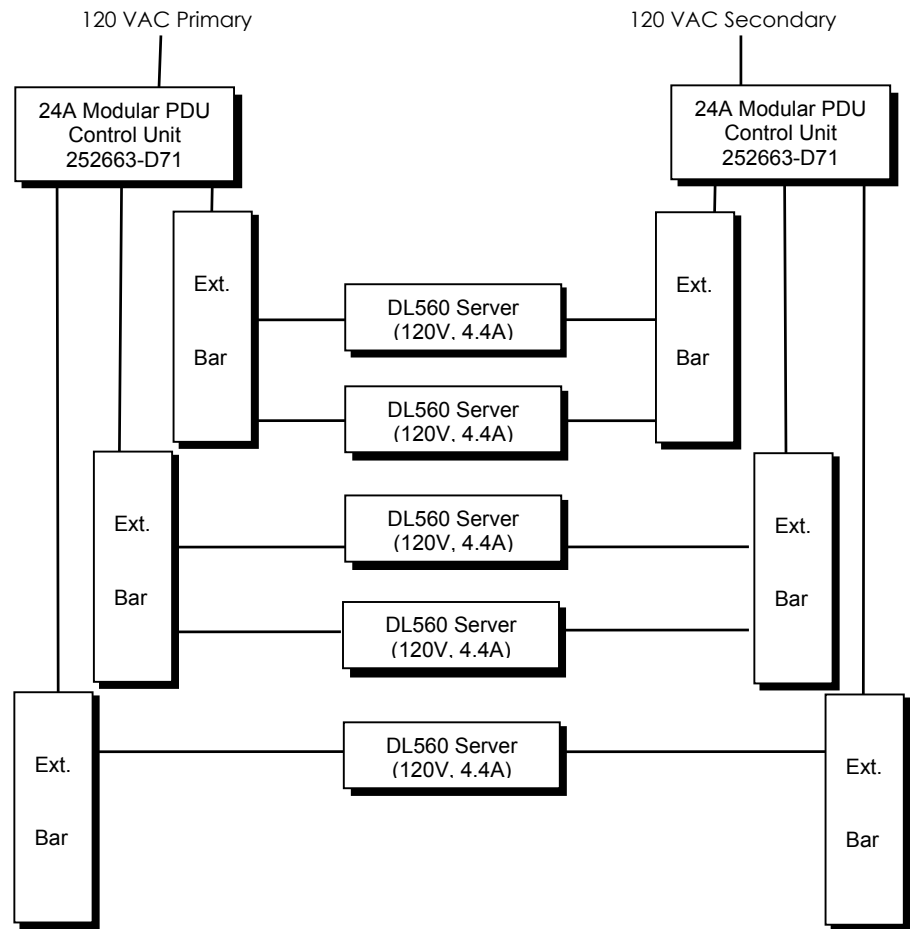 120 VAC Primary
120 VAC Secondary
24A Modular PDU
Control Unit
252663-D71
24A Modular PDU
Control Unit
252663-D71
Ext.
Bar
Ext.
Bar
DL560 Server
(120V, 4.4A)
DL560 Server
(120V, 4.4A)
Ext.
Bar
Ext.
Bar
DL560 Server
(120V, 4.4A)
DL560 Server
(120V, 4.4A)
Ext.
Bar
Ext.
Bar
DL560 Server
(120V, 4.4A)